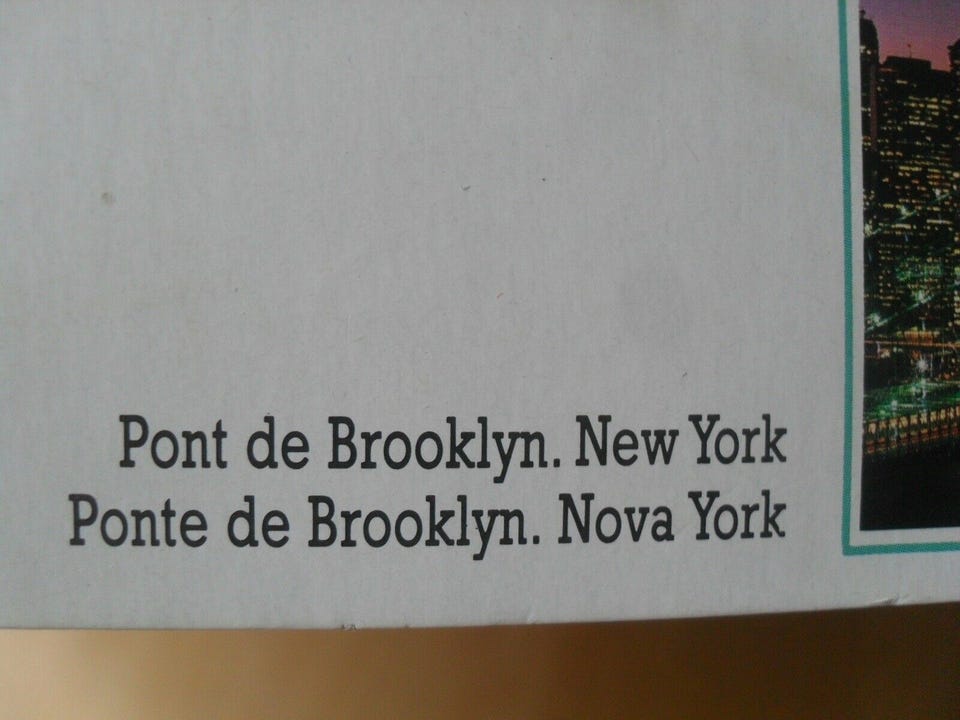 Pont de Brooklyn. New York
Ponte de Brooklyn. Nova York